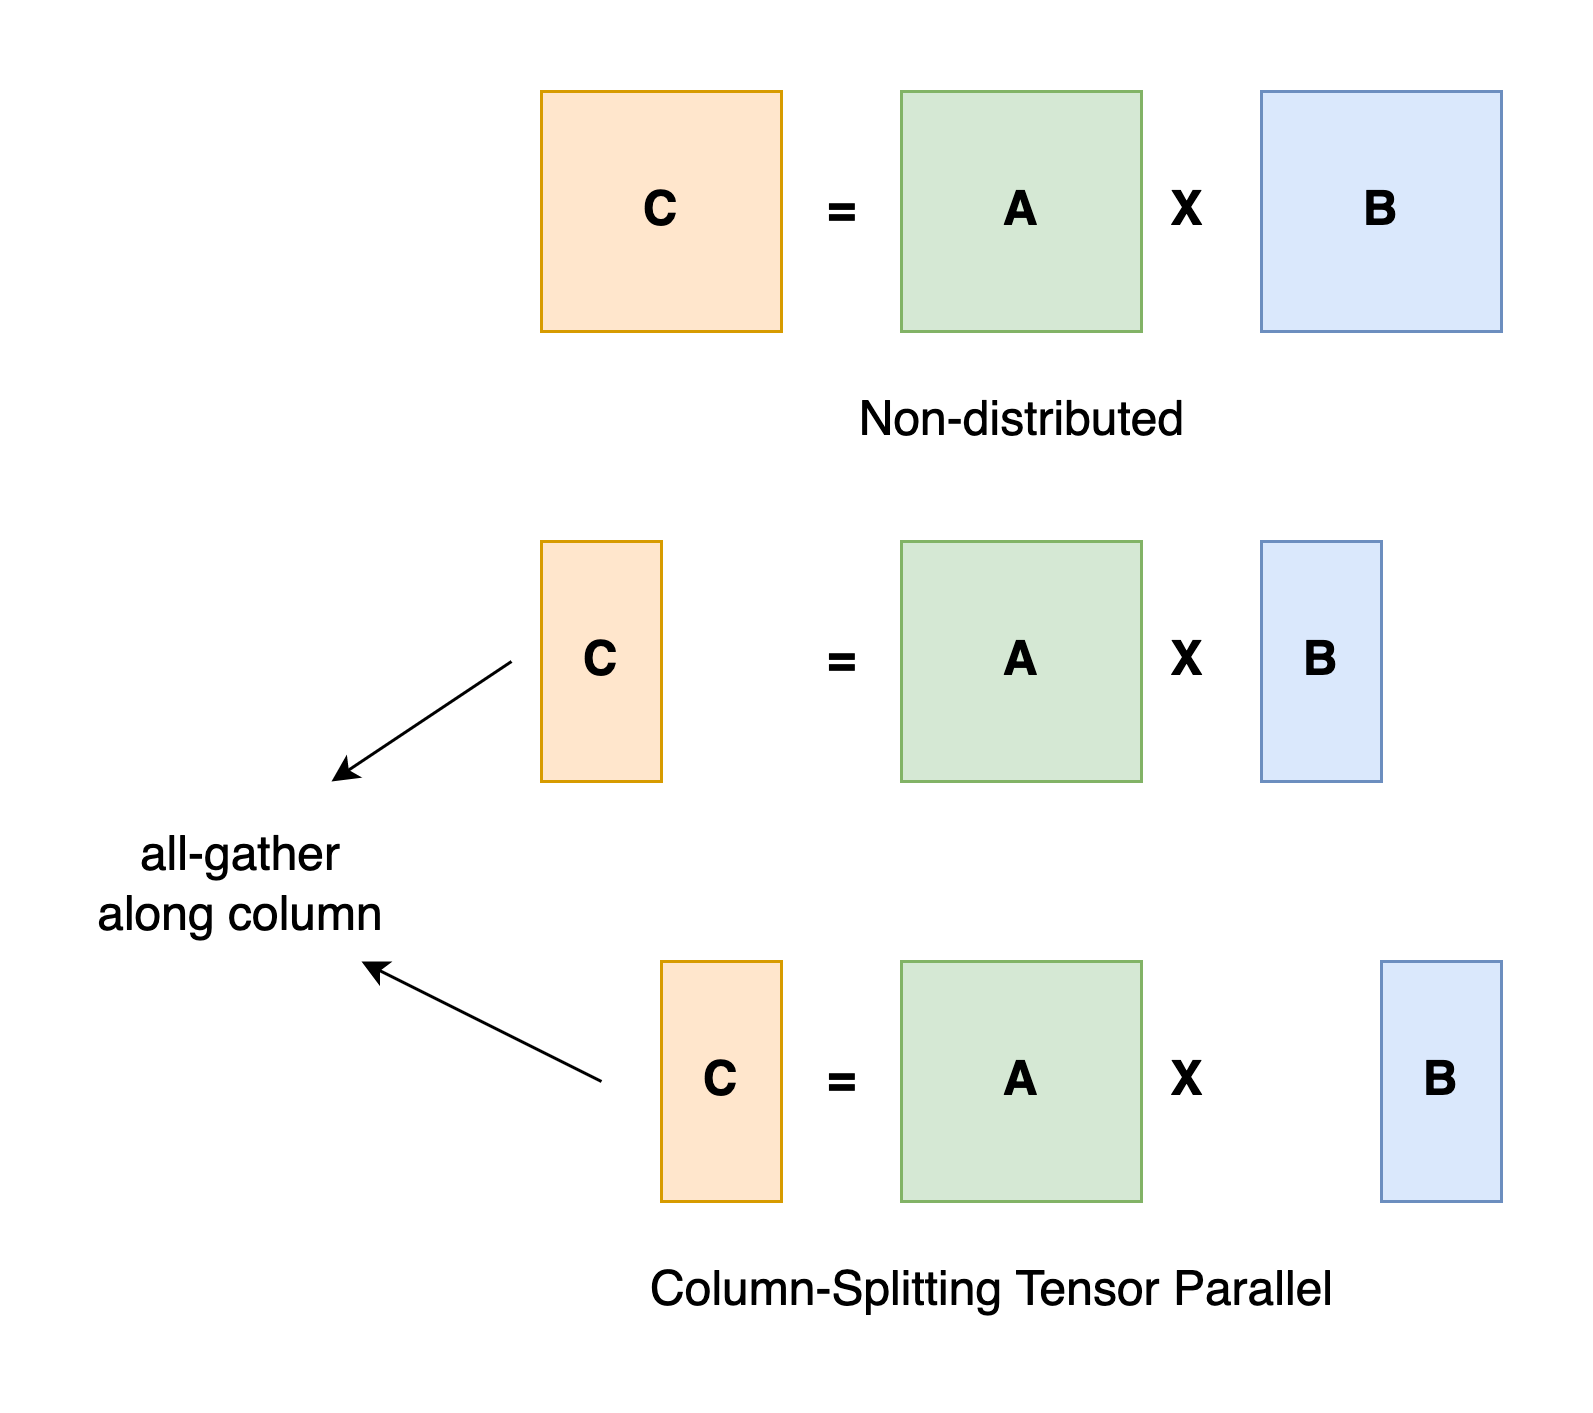 C = A X B
Non-distributed
C = A X B
all-gather
along column
C = A X B
Column-Splitting Tensor Parallel